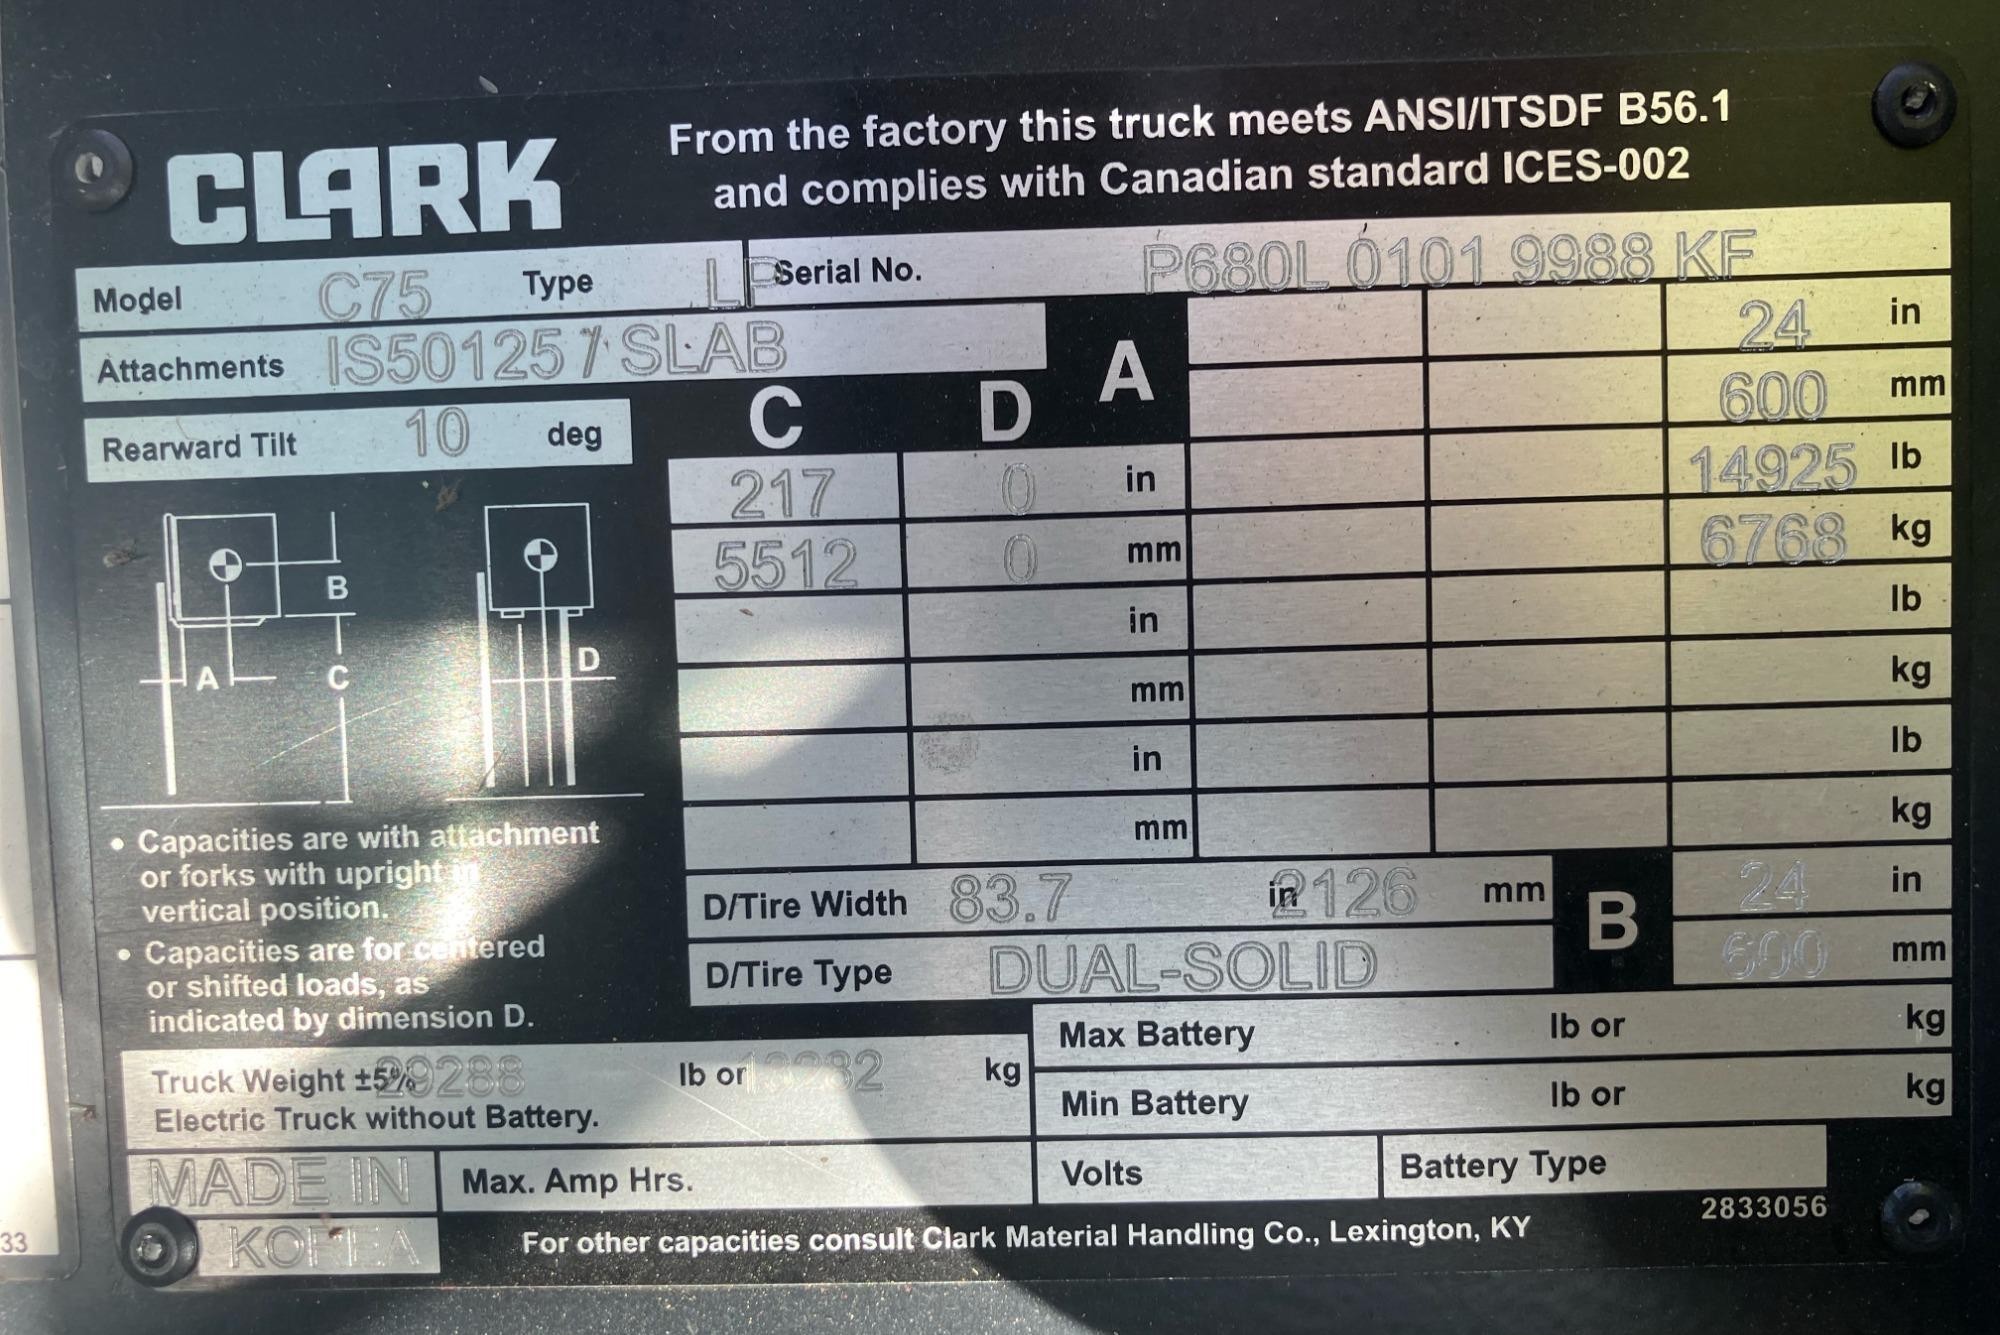 CLARK
From the factory this truck meets ANSI/ITSDF B56.1
and complies with Canadian standard ICES-002
Model C75 Type LP Serial No. P680L 0101 9988 KF
Attachments IS50125 / SLAB
Rearward Tilt 10 deg
C D A
24 in
600 mm
217 0 in 14925 lb
5512 0 mm 6768 kg
in lb
mm kg
in lb
mm kg
B
A C
D
• Capacities are with attachment
or forks with upright in
vertical position.
• Capacities are for centered
or shifted loads, as
indicated by dimension D.
D/Tire Width 83.7 in 2126 mm B 24 in
D/Tire Type DUAL-SOLID 600 mm
Truck Weight ±5% 29288 lb or kg
Electric Truck without Battery.
Max Battery lb or kg
Min Battery lb or kg
MADE IN
KOREA
Max. Amp Hrs. Volts Battery Type
2833056
For other capacities consult Clark Material Handling Co., Lexington, KY
33